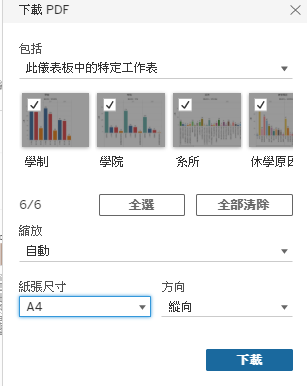 下載 PDF
包括
此儀表板中的特定工作表
學制 學院 系所 休學原因
6/6 全選 全部清除
縮放
自動
紙張尺寸 方向
A4 縱向
下載